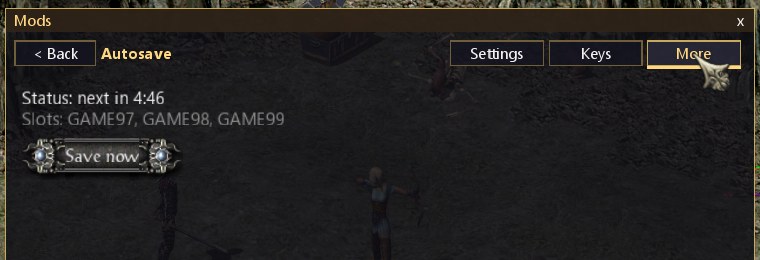 Mods x
< Back Autosave Settings Keys More
Status: next in 4:46
Slots: GAME97, GAME98, GAME99
Save now